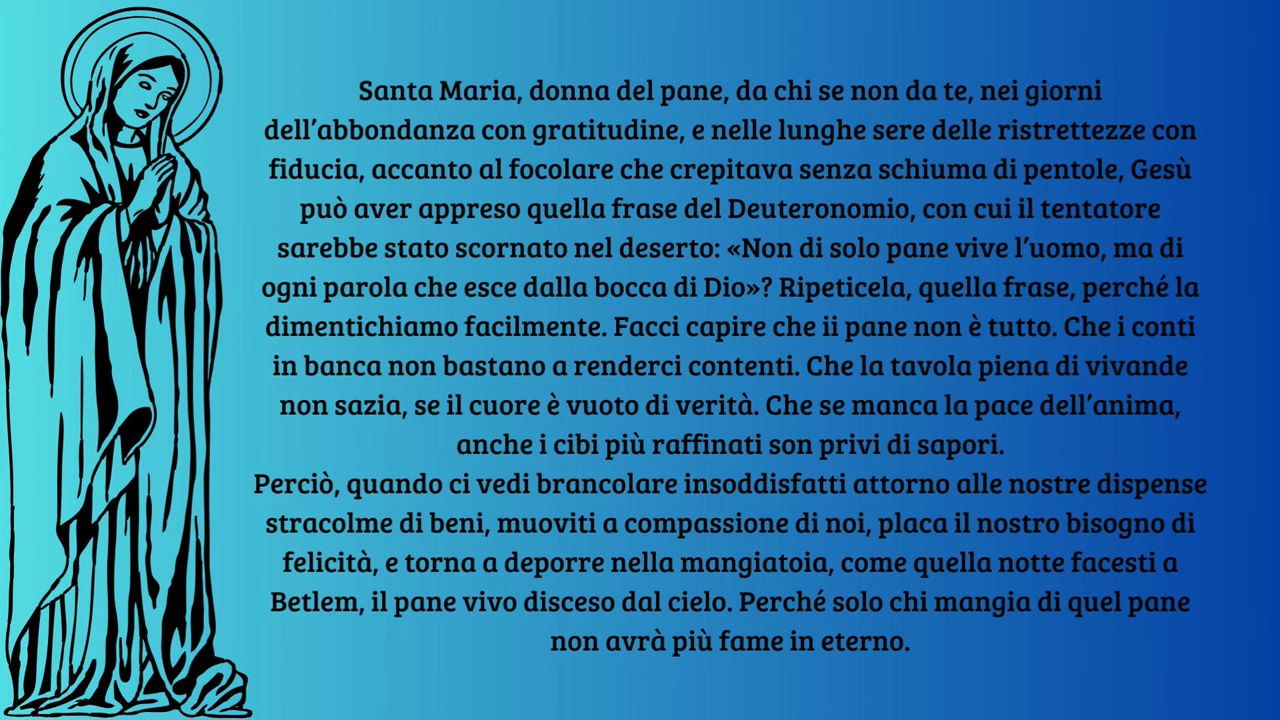 Santa Maria, donna del pane, da chi se non da te, nei giorni
dell'abbondanza con gratitudine, e nelle lunghe sere delle ristrettezze con
fiducia, accanto al focolare che crepitava senza schiuma di pentole, Gesù
può aver appreso quella frase del Deuteronomio, con cui il tentatore
sarebbe stato scornato nel deserto: «Non di solo pane vive l'uomo, ma di
ogni parola che esce dalla bocca di Dio»? Ripeticela, quella frase, perché la
dimentichiamo facilmente. Facci capire che ii pane non è tutto. Che i conti
in banca non bastano a renderci contenti. Che la tavola piena di vivande
non sazia, se il cuore è vuoto di verità. Che se manca la pace dell'anima,
anche i cibi più raffinati son privi di sapori.
Perciò, quando ci vedi brancolare insoddisfatti attorno alle nostre dispense
stracolme di beni, muoviti a compassione di noi, placa il nostro bisogno di
felicità, e torna a deporre nella mangiatoia, come quella notte facesti a
Betlem, il pane vivo disceso dal cielo. Perché solo chi mangia di quel pane
non avrà più fame in eterno.